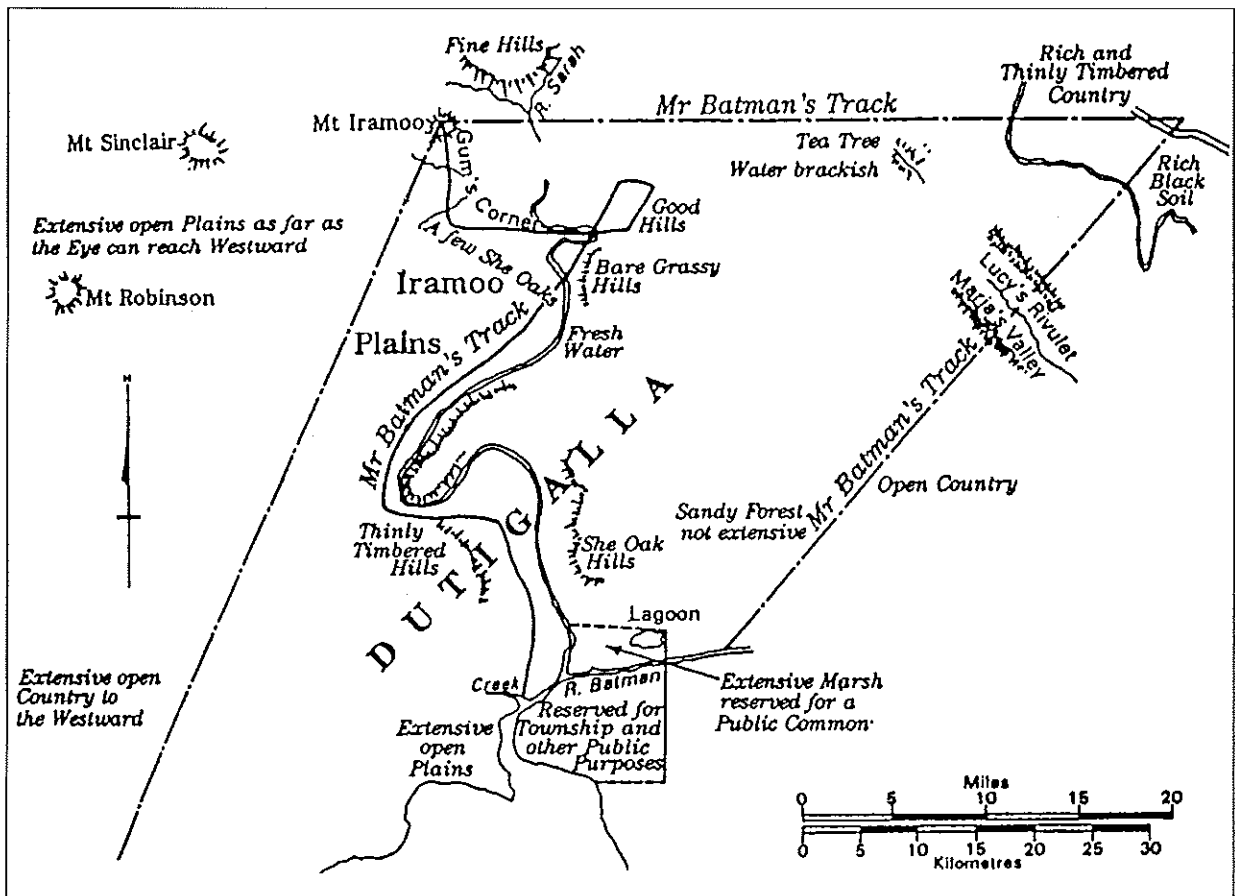 Fine Hills
R. Sarah
Rich and
Thinly Timbered
Country
Mr Batman's Track
Mt Iramoo
Mt Sinclair
Tea Tree
Water brackish
Rich
Black
Soil
Gum's Corner
Good
Hills
Extensive open Plains as far as
the Eye can reach Westward
A few She Oaks
Bare Grassy
Hills
Iramoo
Plains
Mt Robinson
Lucy's Rivulet
Maria's Valley
Mr Batman's Track
Fresh
Water
N
DUTIGALLA
Mr Batman's Track
Open Country
Sandy Forest
not extensive
Thinly
Timbered
Hills
She Oak
Hills
Lagoon
Extensive open
Country to
the Westward
Creek
R. Batman
Extensive Marsh
reserved for a
Public Common
Reserved for
Township and
other Public
Purposes
Extensive
open
Plains
Miles
0 5 10 15 20
0 5 10 15 20 25 30
Kilometres